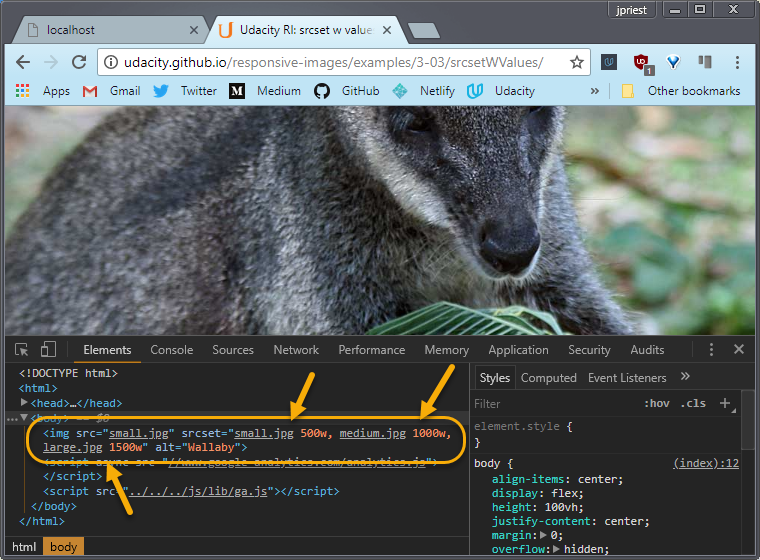 jpriest
localhost
Udacity RI: srcset w value
udacity.github.io/responsive-images/examples/3-03/srcsetWValues/
1
Apps Gmail Twitter Medium GitHub Netlify Udacity » Other bookmarks
Elements Console Sources Network Performance Memory Application Security Audits
<!DOCTYPE html>
<html>
<head>…</head>
<body> == $0
<img src="small.jpg" srcset="small.jpg 500w, medium.jpg 1000w,
large.jpg 1500w" alt="Wallaby">
<script async src="//www.google-analytics.com/analytics.js">
</script>
<script src="../../../js/lib/ga.js"></script>
</body>
</html>
html body
Styles Computed Event Listeners »
Filter :hov .cls +
element.style {
}
body { (index):12
align-items: center;
display: flex;
height: 100vh;
justify-content: center;
margin: 0;
overflow: hidden;